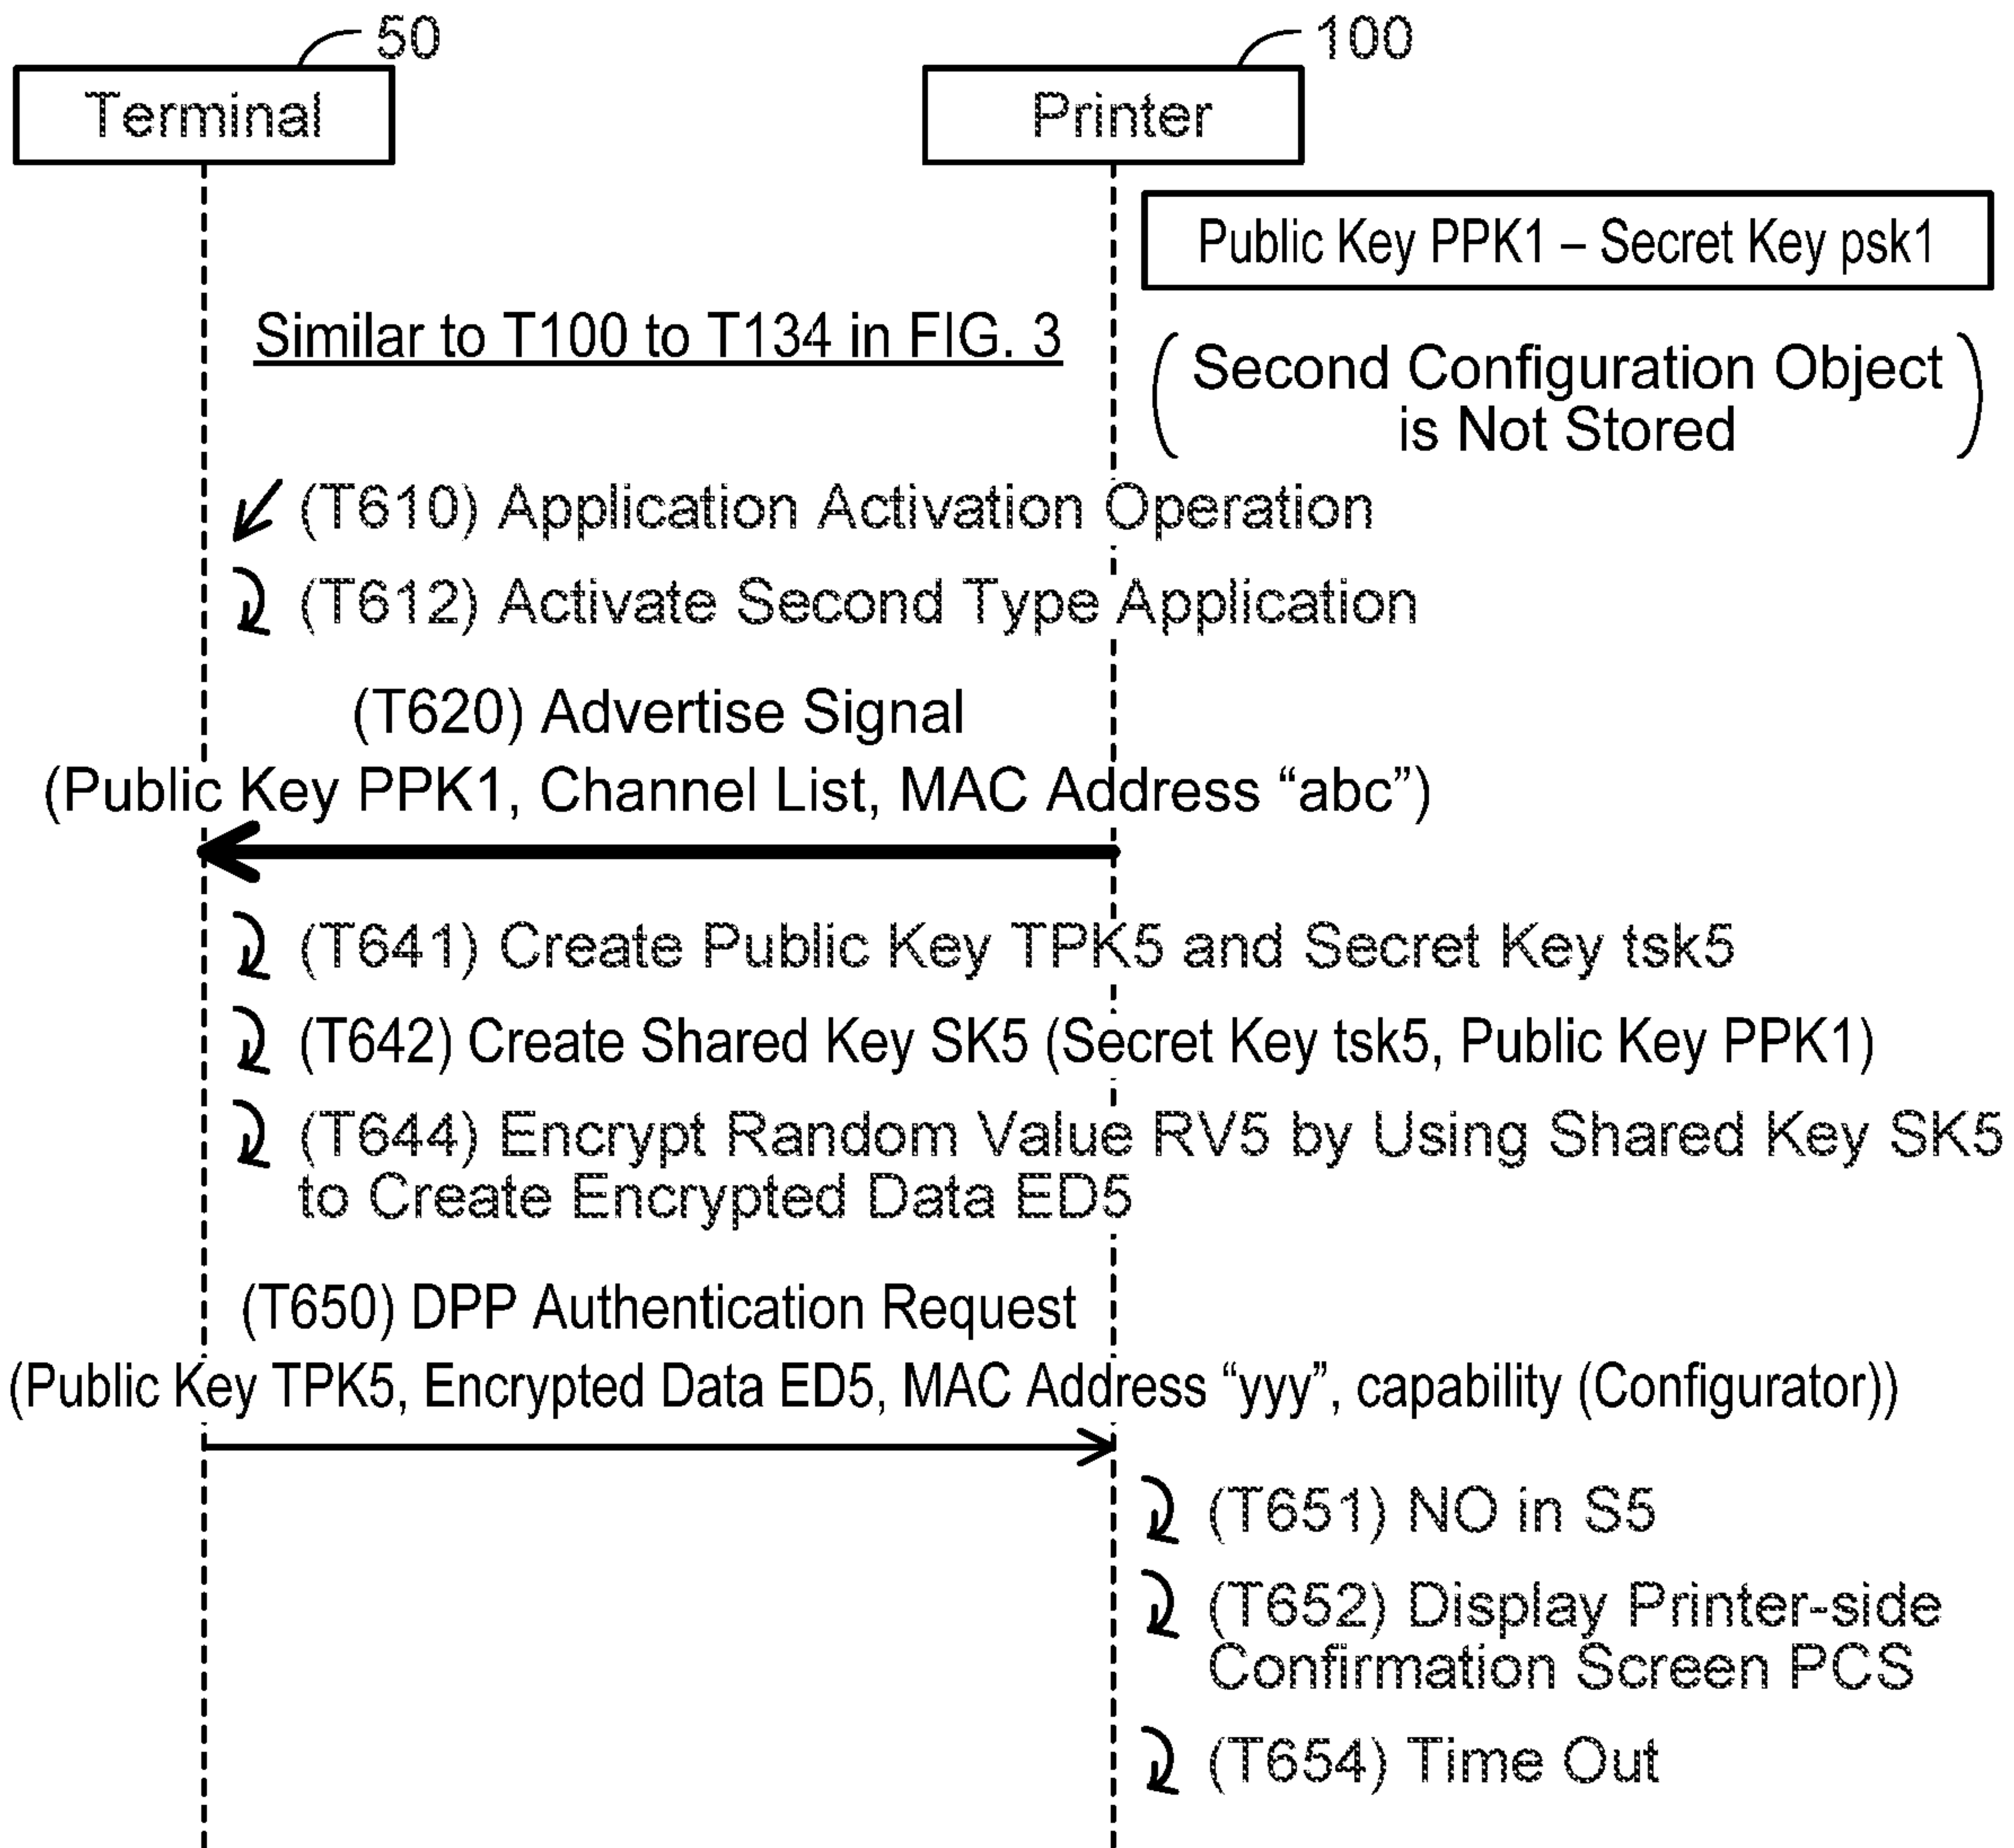 50
100
Terminal
Printer
Public Key PPK1 – Secret Key psk1
Similar to T100 to T134 in FIG. 3
(Second Configuration Object
is Not Stored)
(T610) Application Activation Operation
(T612) Activate Second Type Application
(T620) Advertise Signal
(Public Key PPK1, Channel List, MAC Address “abc”)
(T641) Create Public Key TPK5 and Secret Key tsk5
(T642) Create Shared Key SK5 (Secret Key tsk5, Public Key PPK1)
(T644) Encrypt Random Value RV5 by Using Shared Key SK5
to Create Encrypted Data ED5
(T650) DPP Authentication Request
(Public Key TPK5, Encrypted Data ED5, MAC Address “yyy”, capability (Configurator))
(T651) NO in S5
(T652) Display Printer-side
Confirmation Screen PCS
(T654) Time Out